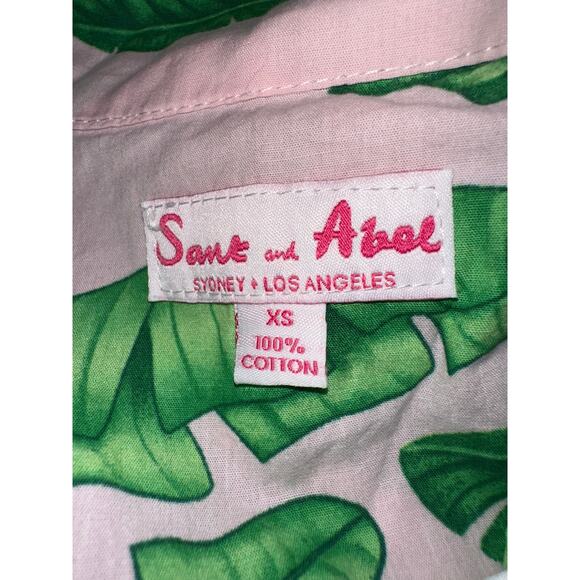 Sant and Abel
SYDNEY + LOS ANGELES
XS
100%
COTTON